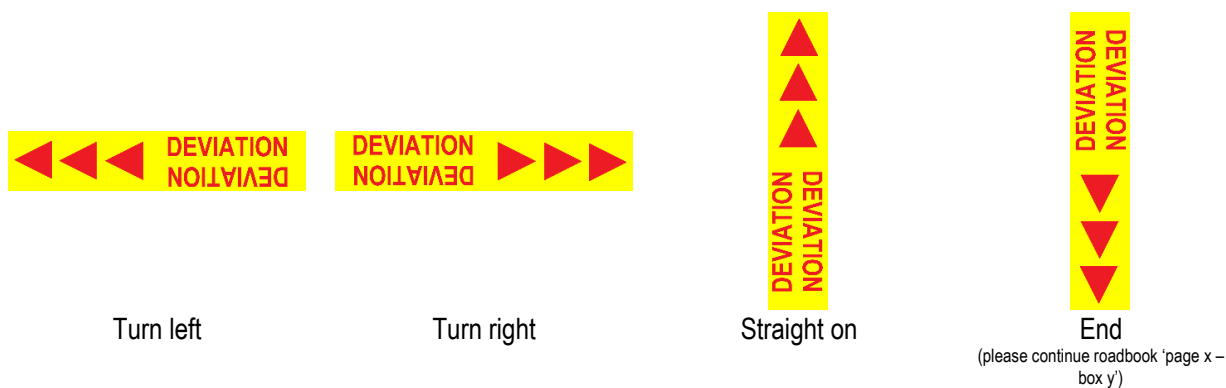 DEVIATION
DEVIATION
DEVIATION
DEVIATION
DEVIATION
DEVIATION
DEVIATION
DEVIATION
Turn left
Turn right
Straight on
End
(please continue roadbook ‘page x –
box y’)